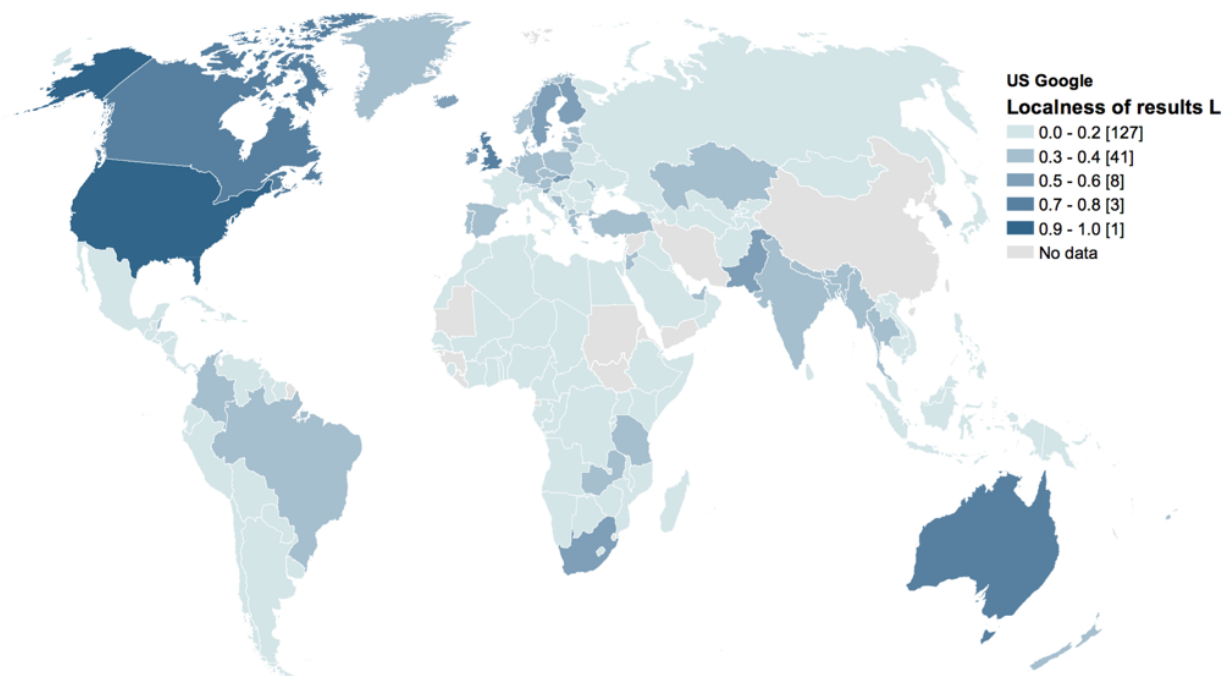 US Google
Localness of results L
0.0 - 0.2 [127]
0.3 - 0.4 [41]
0.5 - 0.6 [8]
0.7 - 0.8 [3]
0.9 - 1.0 [1]
No data